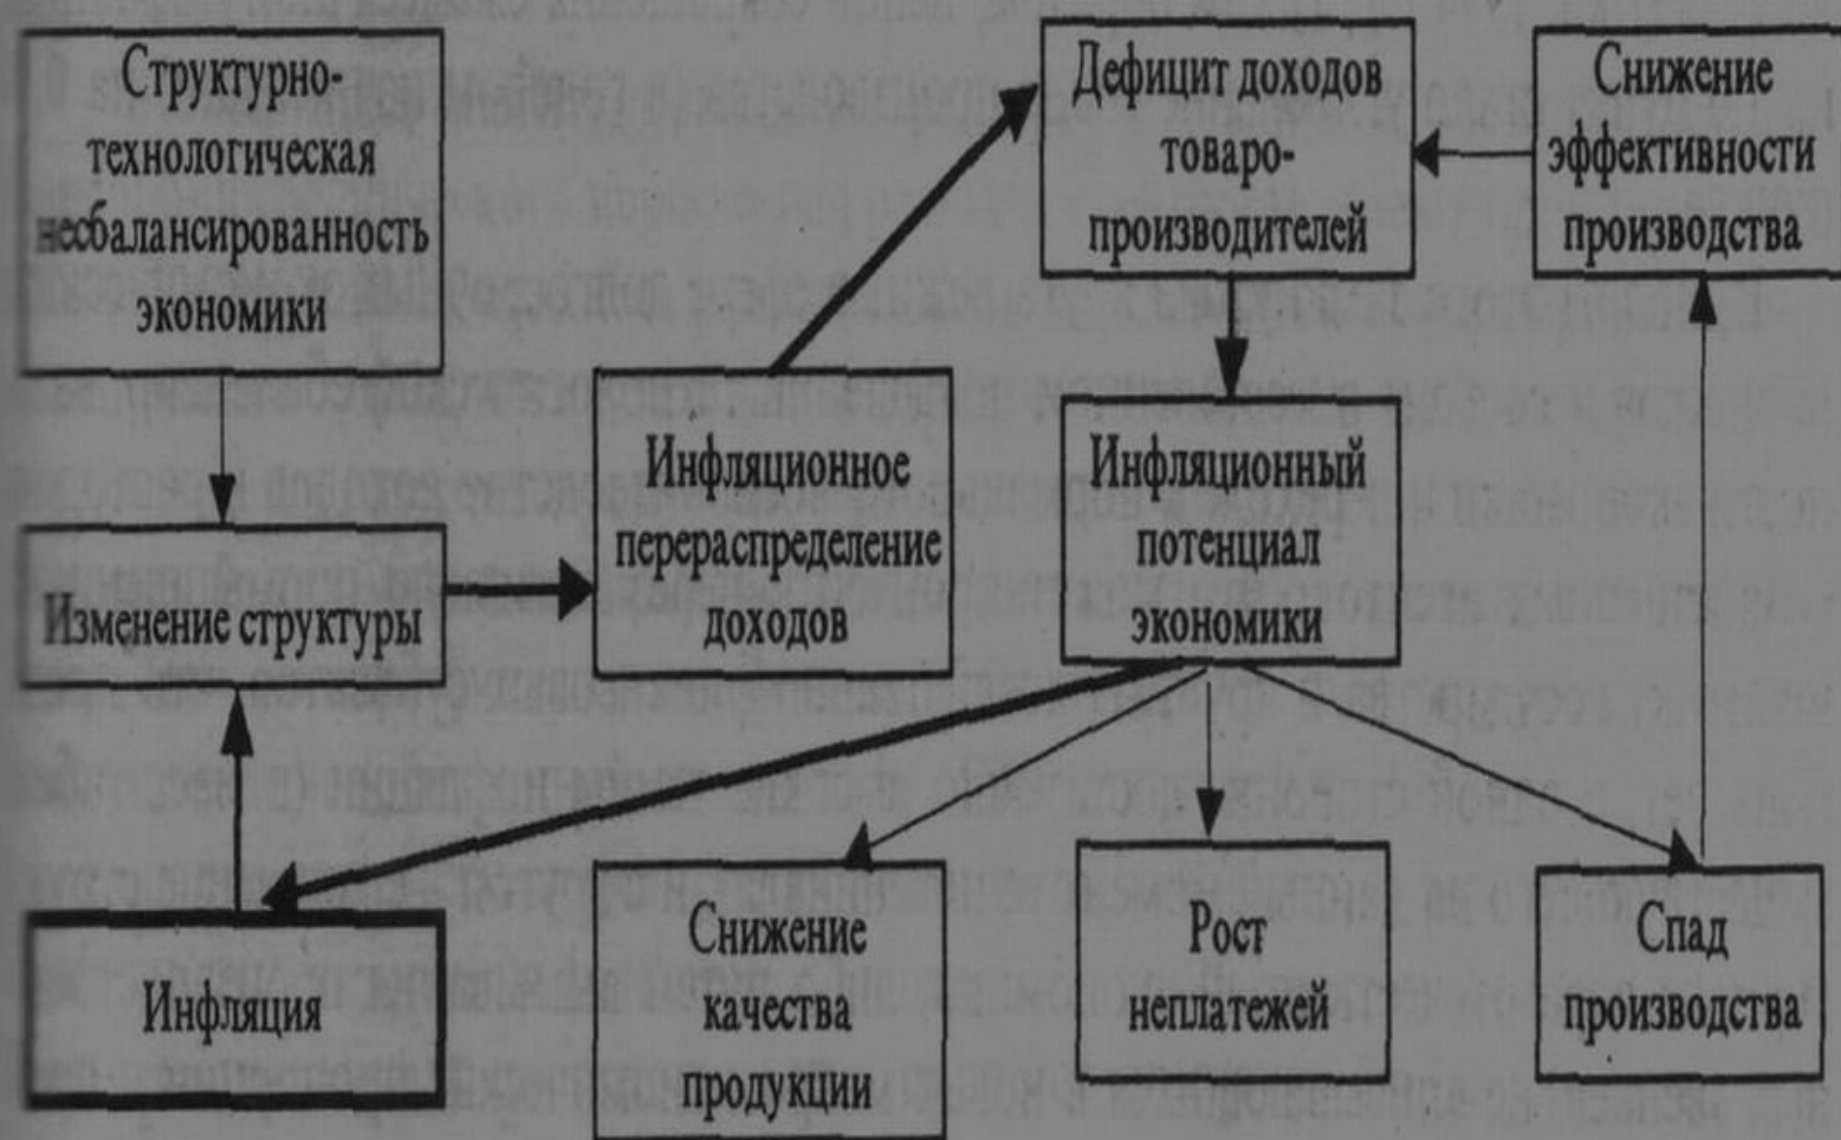 Структурно-
технологическая
несбалансированность
экономики
Дефицит доходов
товаро-
производителей
Снижение
эффективности
производства
Изменение структуры
Инфляционное
перераспределение
доходов
Инфляционный
потенциал
экономики
Инфляция
Снижение
качества
продукции
Рост
неплатежей
Спад
производства